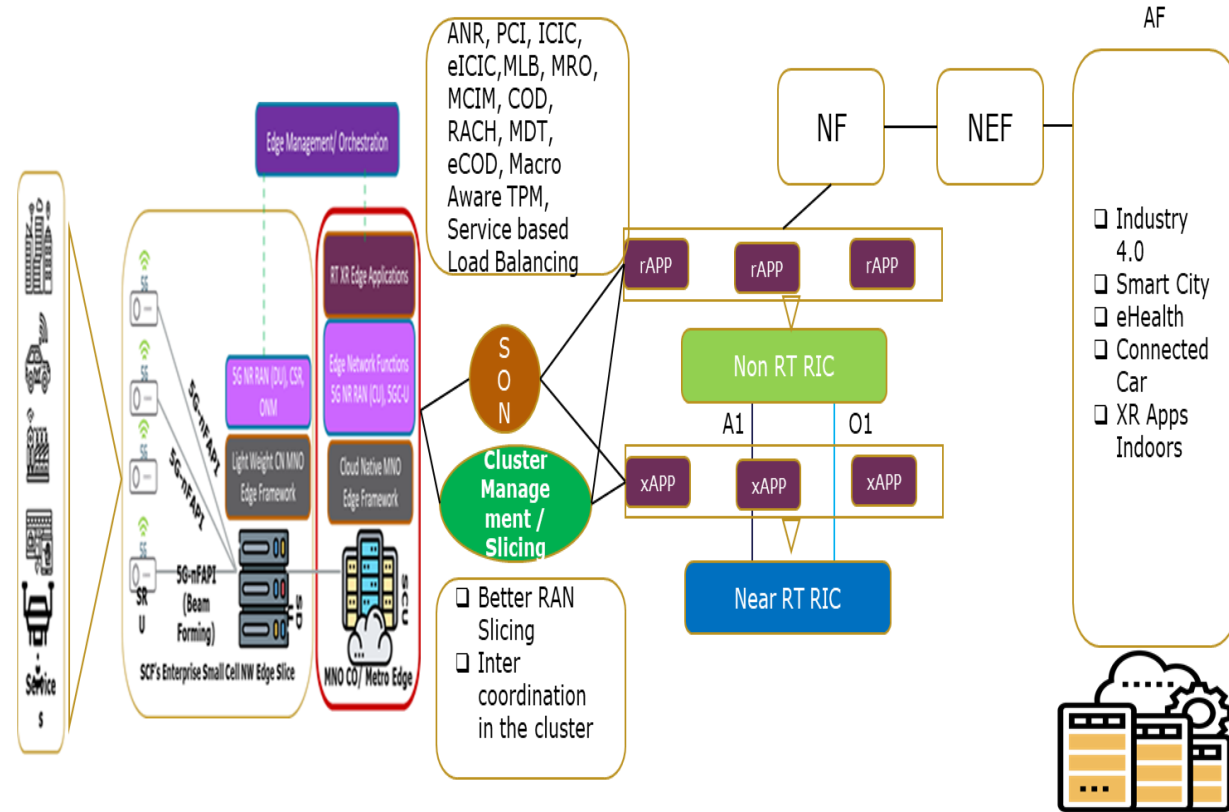 AF
ANR, PCI, ICIC,
eICIC,MLB, MRO,
MCIM, COD,
RACH, MDT,
eCOD, Macro
Aware TPM,
Service based
Load Balancing
NF
NEF
Edge Management/ Orchestration
RT XR Edge Applications
rAPP
rAPP
rAPP
❑ Industry
4.0
❑ Smart City
❑ eHealth
❑ Connected
Car
❑ XR Apps
Indoors
5G
5G
5G
5G
5G-nFAPI
5G-nFAPI
5G NR RAN (DU), CSR,
ONM
Edge Network Functions
5G NR RAN (CU), 5GC-U
S
O
N
Non RT RIC
A1
O1
Light Weight CN MNO
Edge Framework
Cloud Native MNO
Edge Framework
Cluster
Manage
ment /
Slicing
xAPP
xAPP
xAPP
5G-nFAPI
(Beam
Forming)
SR
U
SD
U
SCU
Near RT RIC
SCF's Enterprise Small Cell NW Edge Slice
MNO CO/ Metro Edge
❑ Better RAN
Slicing
❑ Inter
coordination
in the cluster
Service
s